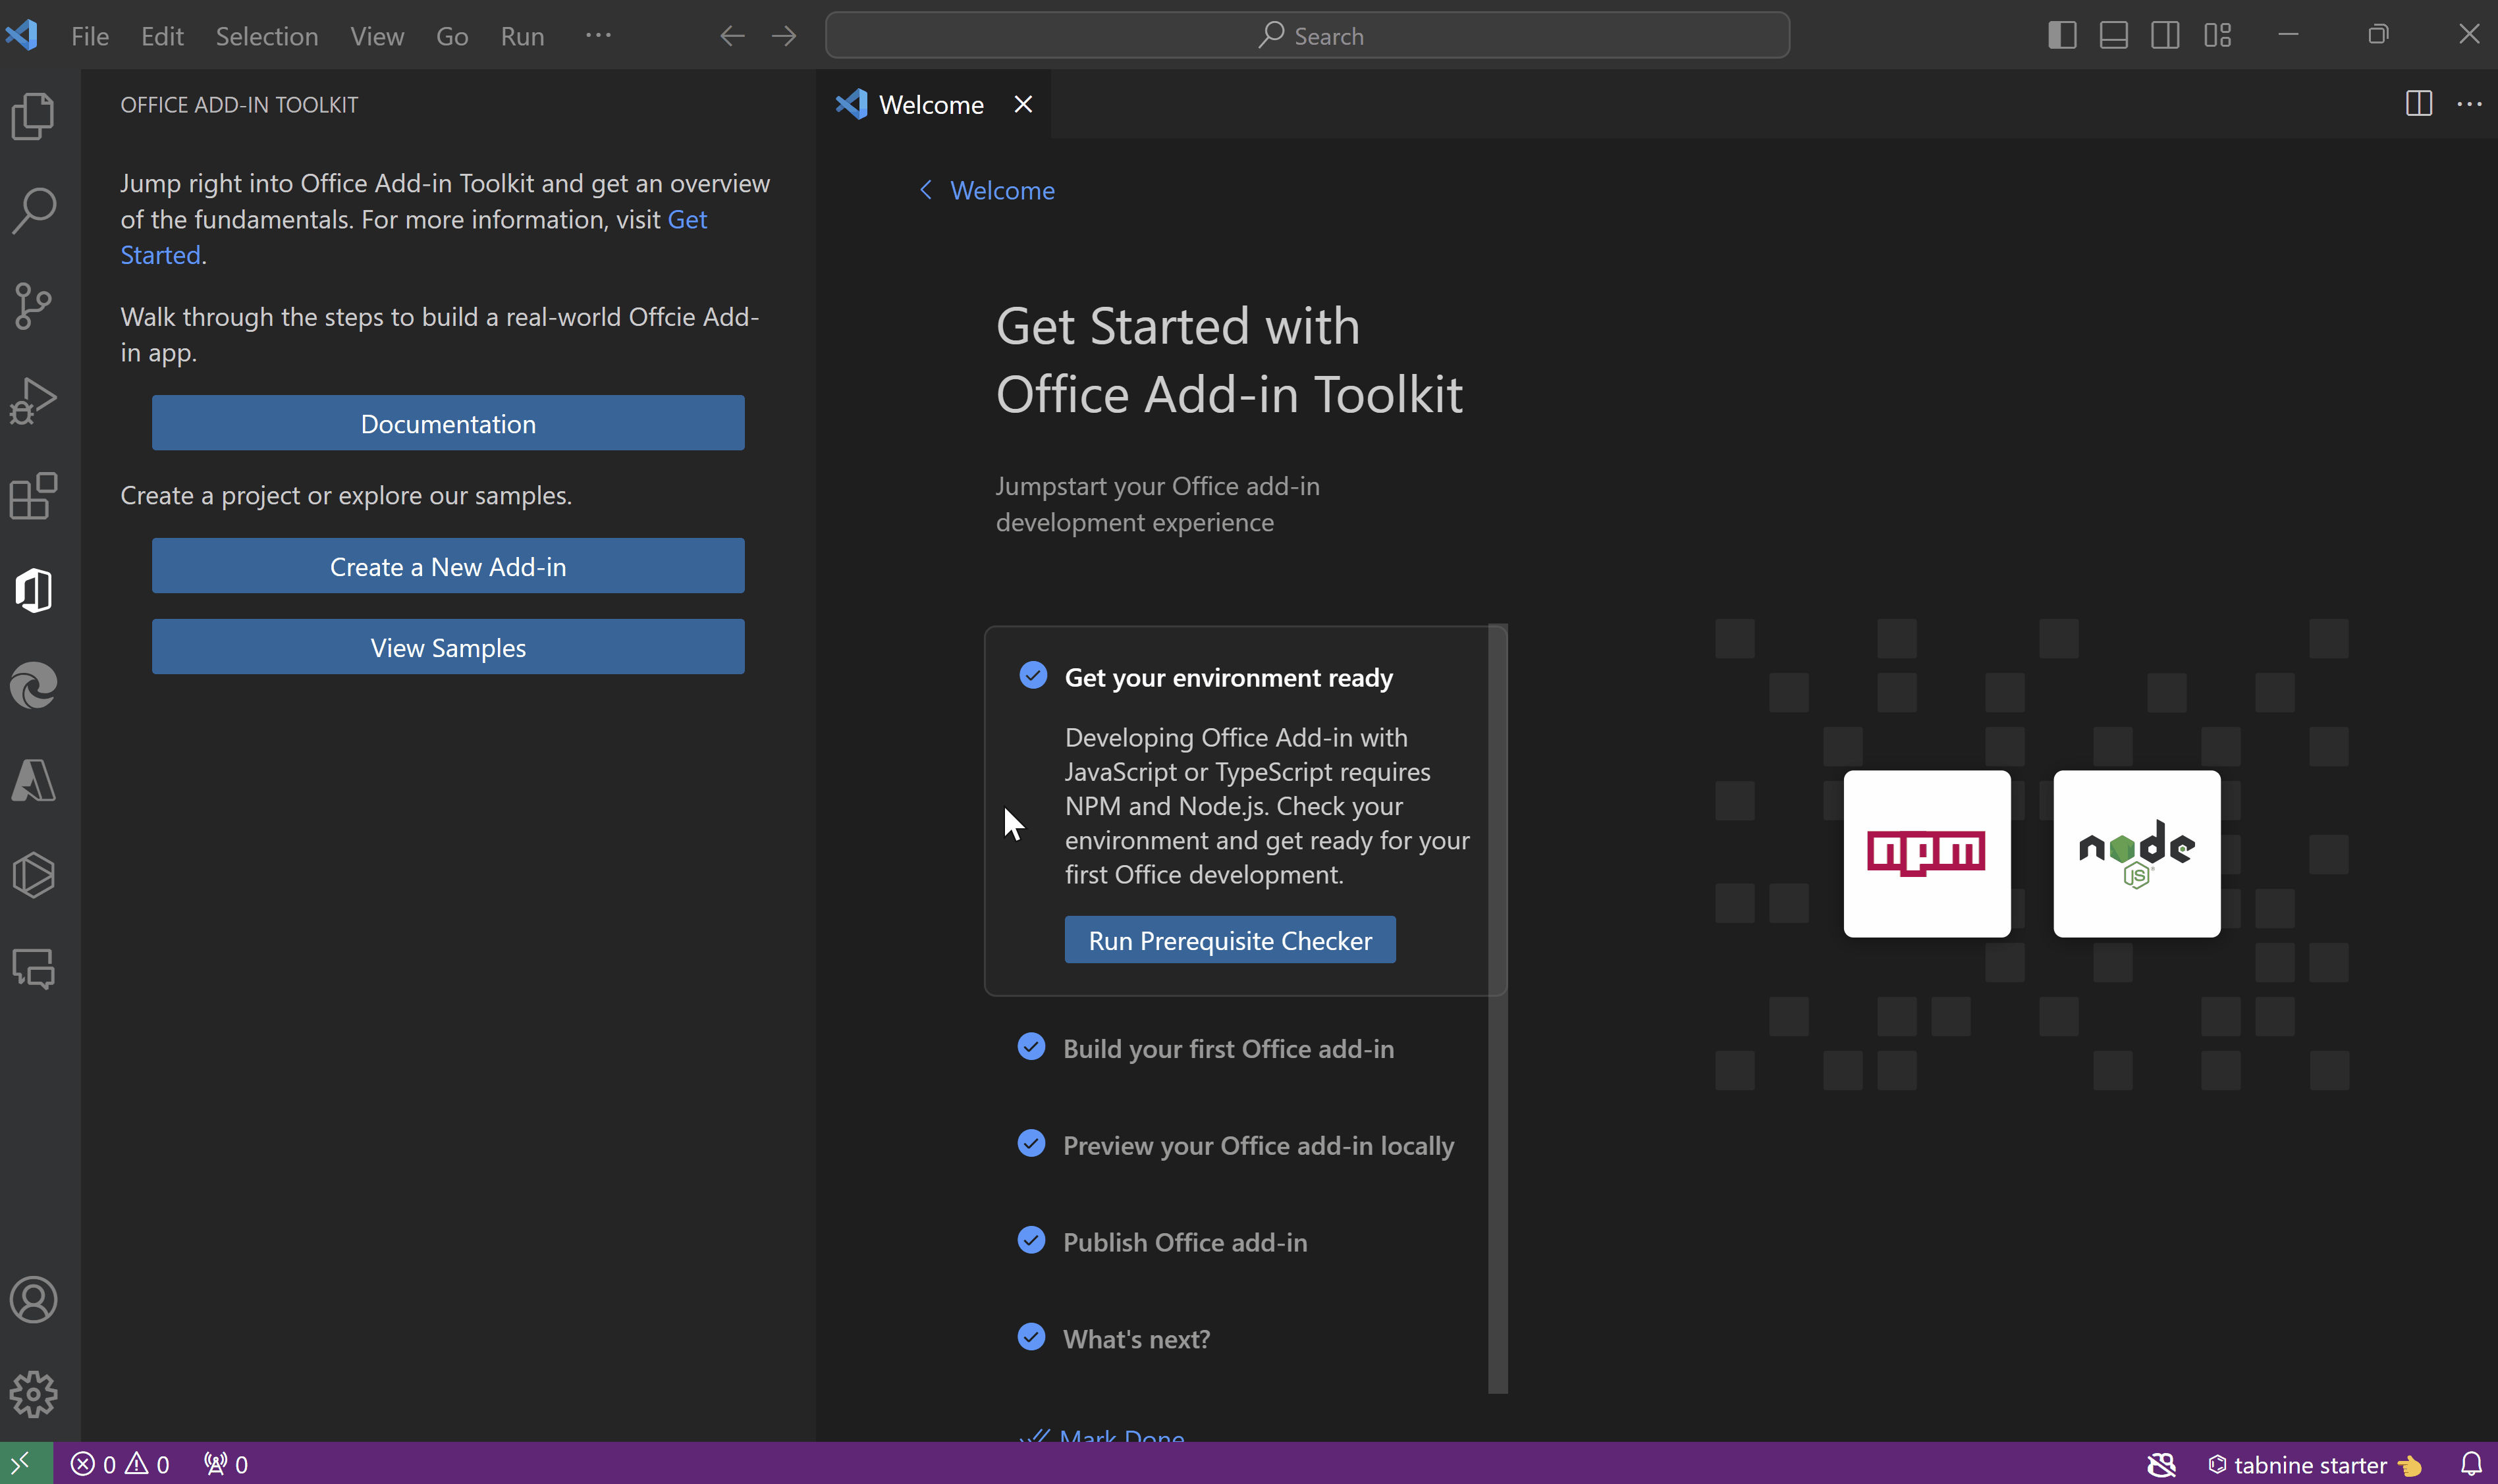 File Edit Selection View Go Run ···
Search
OFFICE ADD-IN TOOLKIT
Jump right into Office Add-in Toolkit and get an overview
of the fundamentals. For more information, visit Get
Started.
Walk through the steps to build a real-world Offcie Add-
in app.
Documentation
Create a project or explore our samples.
Create a New Add-in
View Samples
Welcome
Welcome
Get Started with
Office Add-in Toolkit
Jumpstart your Office add-in
development experience
Get your environment ready
Developing Office Add-in with
JavaScript or TypeScript requires
NPM and Node.js. Check your
environment and get ready for your
first Office development.
Run Prerequisite Checker
Build your first Office add-in
Preview your Office add-in locally
Publish Office add-in
What's next?
Mark Done
npm
node
JS
0 0 0
tabnine starter